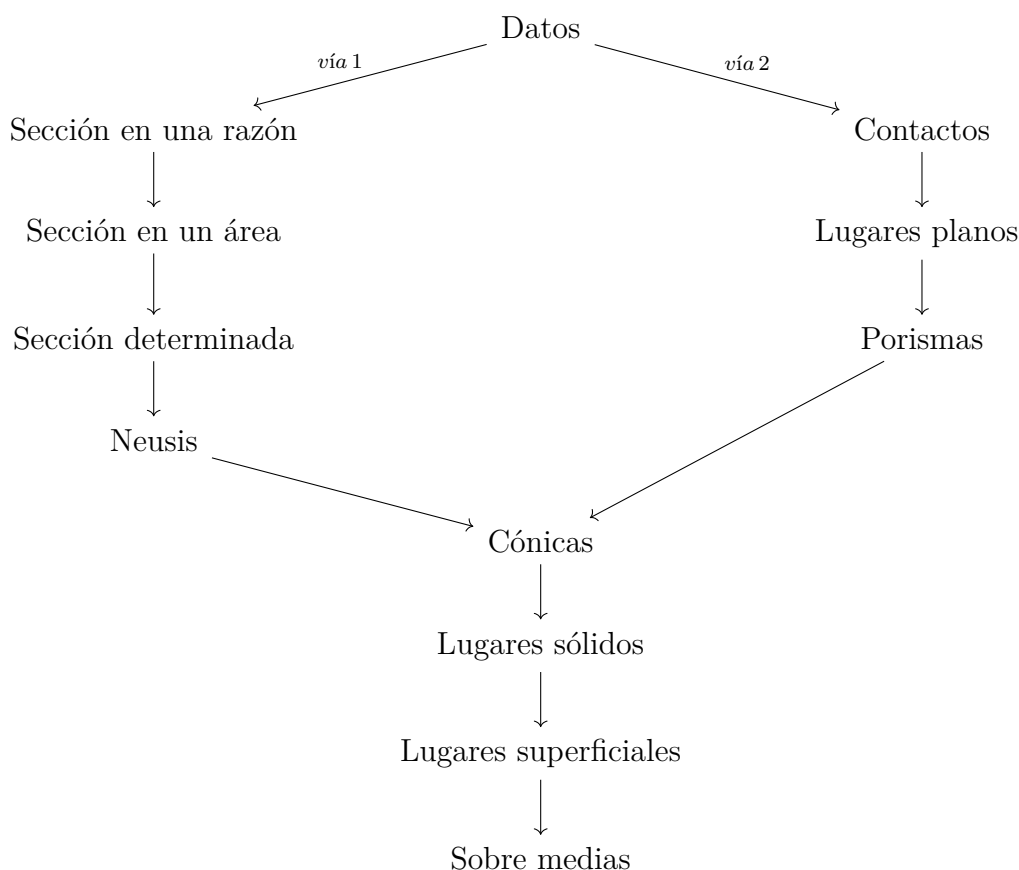 Datos
vía 1
vía 2
Sección en una razón
Contactos
Sección en un área
Lugares planos
Sección determinada
Porismas
Neusis
Cónicas
Lugares sólidos
Lugares superficiales
Sobre medias